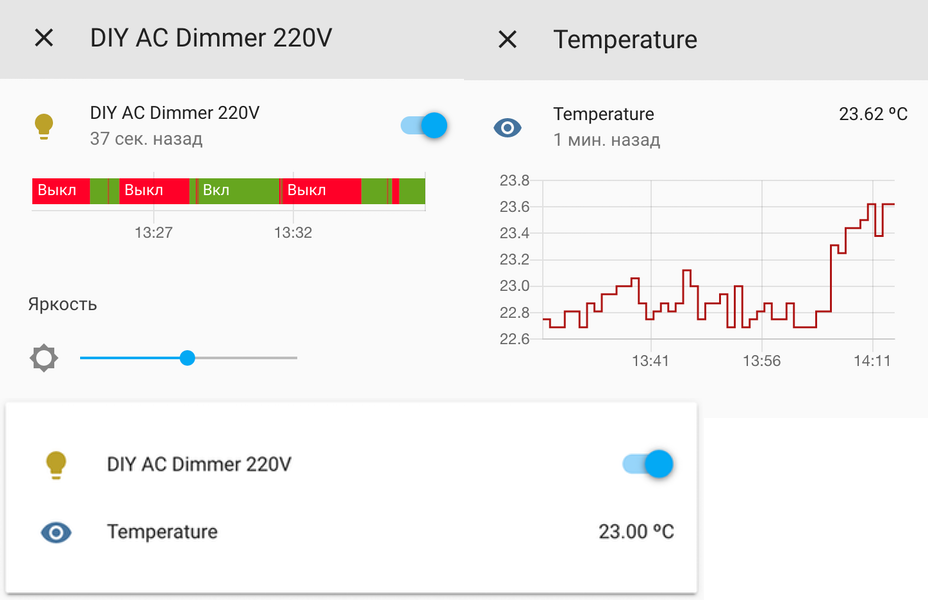 DIY AC Dimmer 220V
DIY AC Dimmer 220V
37 сек. назад
Выкл Выкл Вкл Выкл
13:27 13:32
Яркость
Temperature
Temperature 23.62 ºC
1 мин. назад
23.8
23.6
23.4
23.2
23.0
22.8
22.6
13:41 13:56 14:11
DIY AC Dimmer 220V
Temperature 23.00 ºC